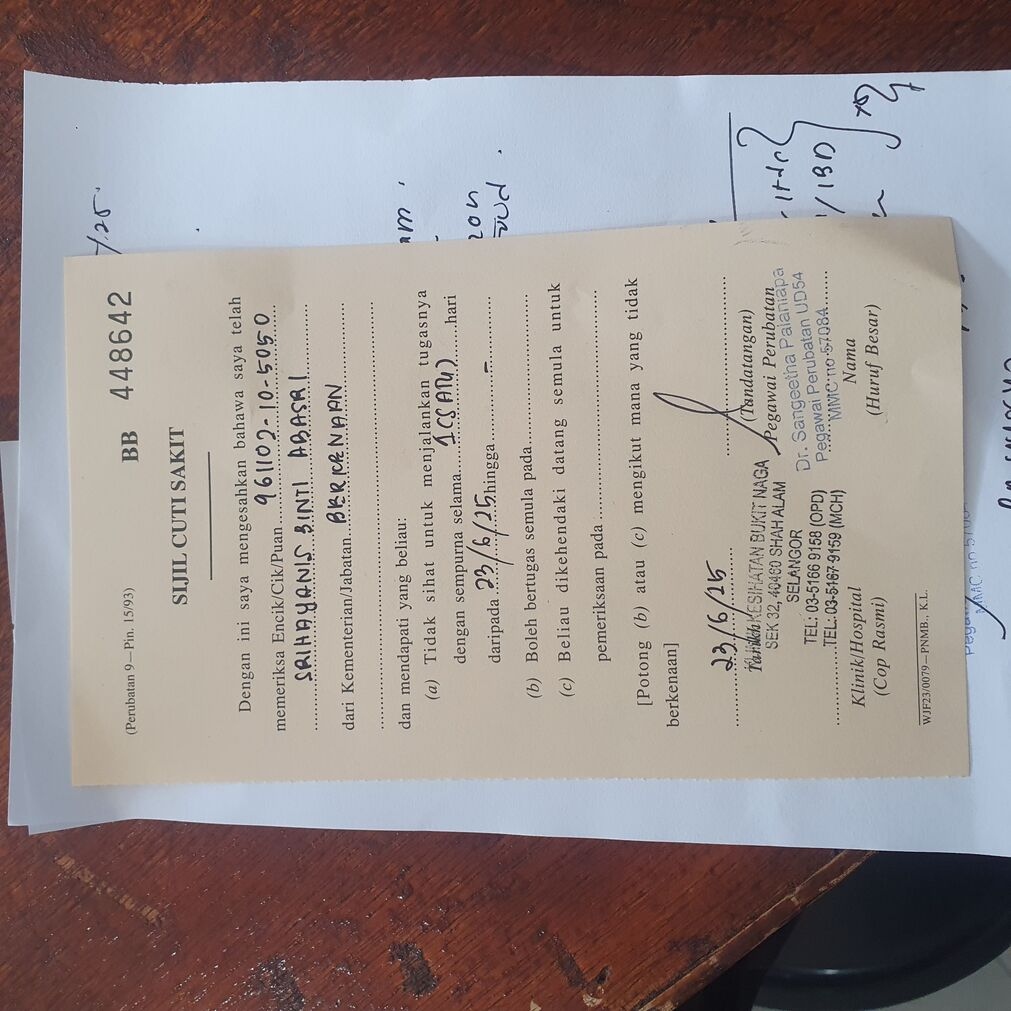 (Perubatan 9—Pin. 15/93)
BB 448642
SIJIL CUTI SAKIT
Dengan ini saya mengesahkan bahawa saya telah
memeriksa Encik/Cik/Puan 961102-10-5050
SRIHAYANIS BINTI ABASRI
dari Kementerian/Jabatan BERKENAAN
dan mendapati yang beliau:
(a) Tidak sihat untuk menjalankan tugasnya
dengan sempurna selama 1(SATU) hari
daripada 23/6/25 hingga -
(b) Boleh bertugas semula pada
(c) Beliau dikehendaki datang semula untuk
pemeriksaan pada
[Potong (b) atau (c) mengikut mana yang tidak
berkenaan]
23/6/25
Tarikh
(Tandatangan)
Pegawai Perubatan
KESIHATAN BUKIT NAGA
SEK 32, 40460 SHAH ALAM
SELANGOR
TEL: 03-5166 9158 (OPD)
TEL: 03-5167 9159 (MCH)
Dr. Sangeetha Palaniapa
Pegawai Perubatan UD54
MMC no 57084
Klinik/Hospital
(Cop Rasmi)
Nama
(Huruf Besar)
WJF23/0079—PNMB., K.L.